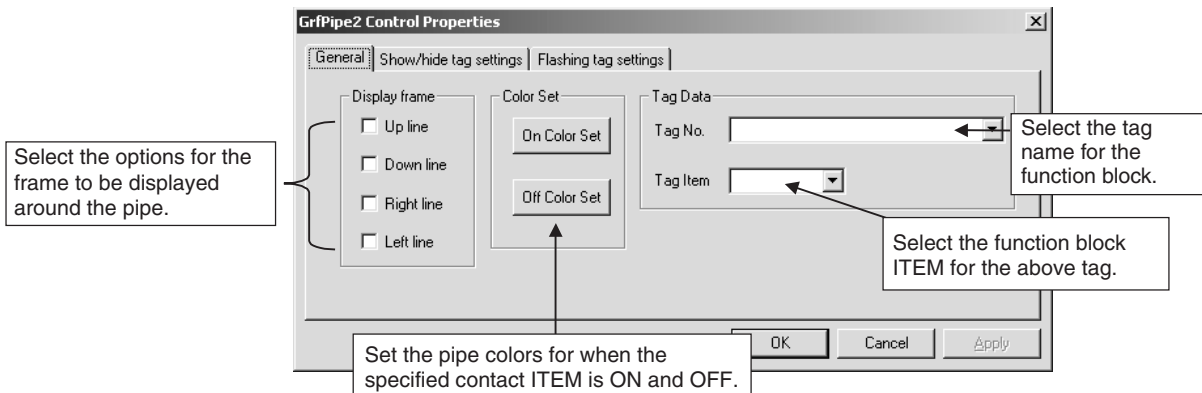 GrfPipe2 Control Properties
General
Show/hide tag settings
Flashing tag settings
Display frame
Up line
Down line
Right line
Left line
Color Set
On Color Set
Off Color Set
Tag Data
Tag No.
Tag Item
Select the options for the
frame to be displayed
around the pipe.
Select the tag
name for the
function block.
Select the function block
ITEM for the above tag.
Set the pipe colors for when the
specified contact ITEM is ON and OFF.
OK
Cancel
Apply